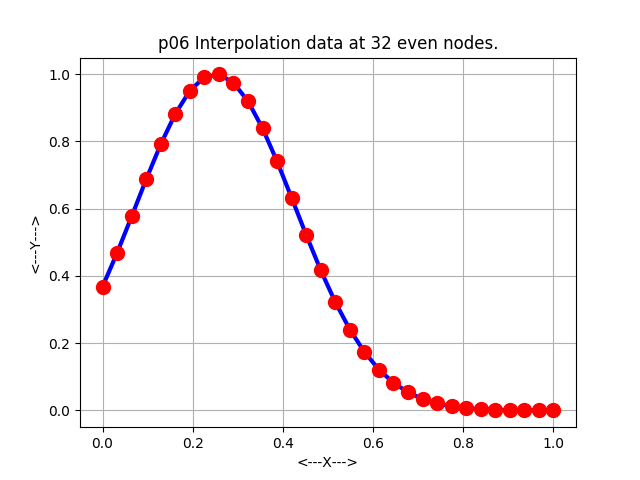 p06 Interpolation data at 32 even nodes.
1.0
0.8
0.6
0.4
0.2
0.0
<---Y--->
0.0 0.2 0.4 0.6 0.8 1.0
<---X--->